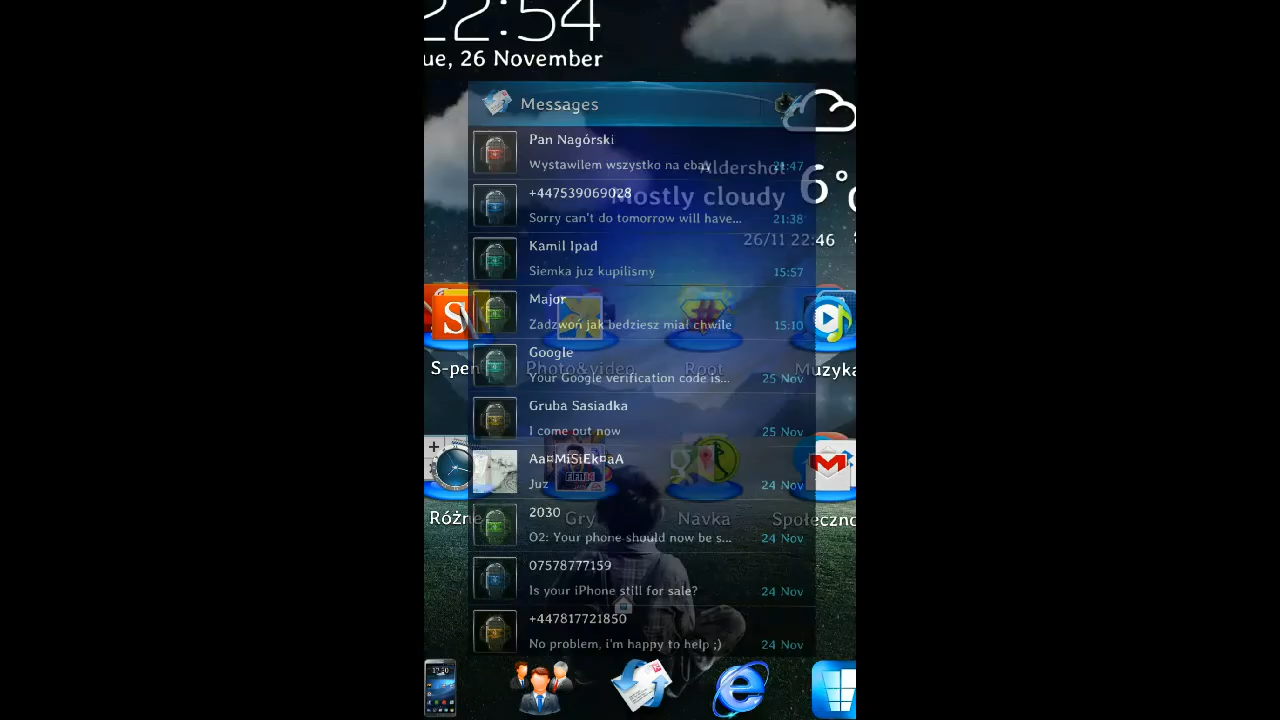 22:54
ue, 26 November
Messages
Pan Nagórski
Wystawilem wszystko na ebay
21:47
Aldershot
+447539069028
Mostly cloudy
6°
Sorry can't do tomorrow will have...
21:38
26/11 22:46
Kamil Ipad
Siemka juz kupilismy
15:57
Major
Zadzwoń jak bedziesz miał chwile
15:10
Google
Your Google verification code is...
25 Nov
S-pen
Photo&video
Root
Muzyka
Gruba Sasiadka
I come out now
25 Nov
Aa¤MiSiEk¤aA
Juz
24 Nov
FIFA14
2030
O2: Your phone should now be s...
24 Nov
Różne
Gry
Navka
Społeczno
07578777159
Is your iPhone still for sale?
24 Nov
+447817721850
No problem, i'm happy to help ;)
24 Nov